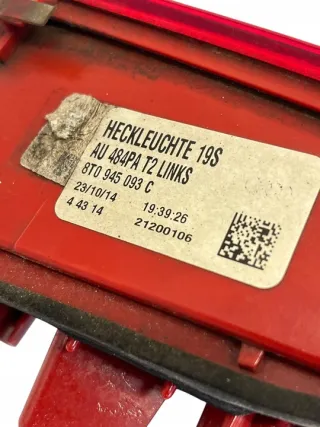 HECKLEUCHTE 19S
AU 484PA T2 LINKS
8T0 945 093 C
23/10/14 19:39:26
4 43 14 21200106